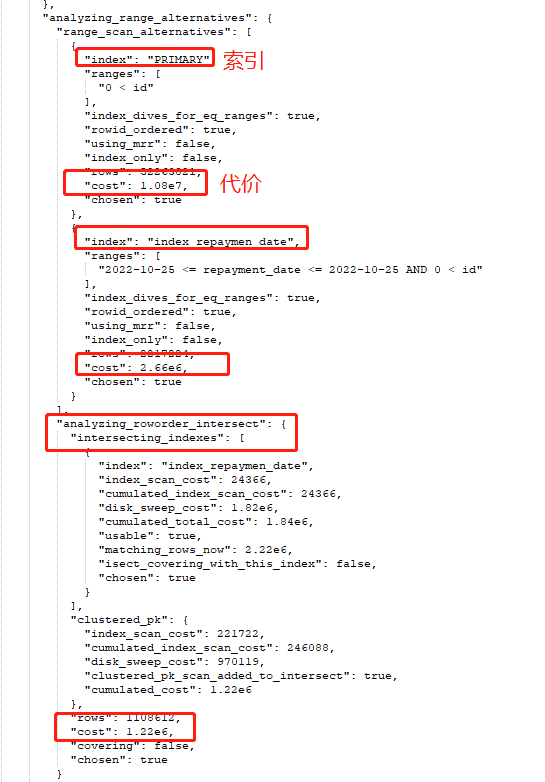 },
"analyzing_range_alternatives": {
"range_scan_alternatives": [
{
"index": "PRIMARY", 索引
"ranges": [
"0 < id"
],
"index_dives_for_eq_ranges": true,
"rowid_ordered": true,
"using_mrr": false,
"index_only": false,
"rows":
"cost": 1.08e7, 代价
"chosen": true
},
{
"index": "index_repaymen_date",
"ranges": [
"2022-10-25 <= repayment_date <= 2022-10-25 AND 0 < id"
],
"index_dives_for_eq_ranges": true,
"rowid_ordered": true,
"using_mrr": false,
"index_only": false,
"rows":
"cost": 2.66e6,
"chosen": true
}
],
"analyzing_roworder_intersect": {
"intersecting_indexes": [
{
"index": "index_repaymen_date",
"index_scan_cost": 24366,
"cumulated_index_scan_cost": 24366,
"disk_sweep_cost": 1.82e6,
"cumulated_total_cost": 1.84e6,
"usable": true,
"matching_rows_now": 2.22e6,
"isect_covering_with_this_index": false,
"chosen": true
}
],
"clustered_pk": {
"index_scan_cost": 221722,
"cumulated_index_scan_cost": 246088,
"disk_sweep_cost": 970119,
"clustered_pk_scan_added_to_intersect": true,
"cumulated_cost": 1.22e6
},
"rows": 1108612,
"cost": 1.22e6,
"covering": false,
"chosen": true
}